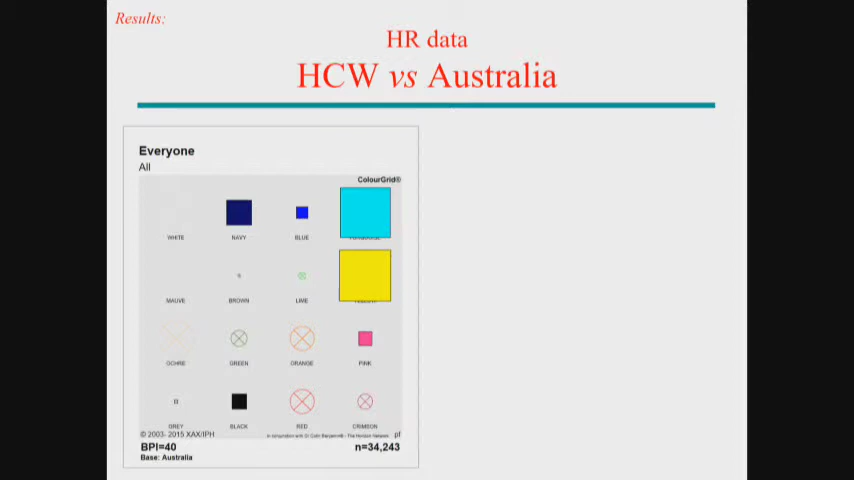 Results:
HR data
HCW vs Australia
Everyone
All
ColourGrid®
WHITE NAVY BLUE
MAUVE BROWN LIME
OCHRE GREEN ORANGE PINK
GREY BLACK RED CRIMSON
© 2003- 2015 XAX/IPH
pf
BPI=40 n=34,243
Base: Australia